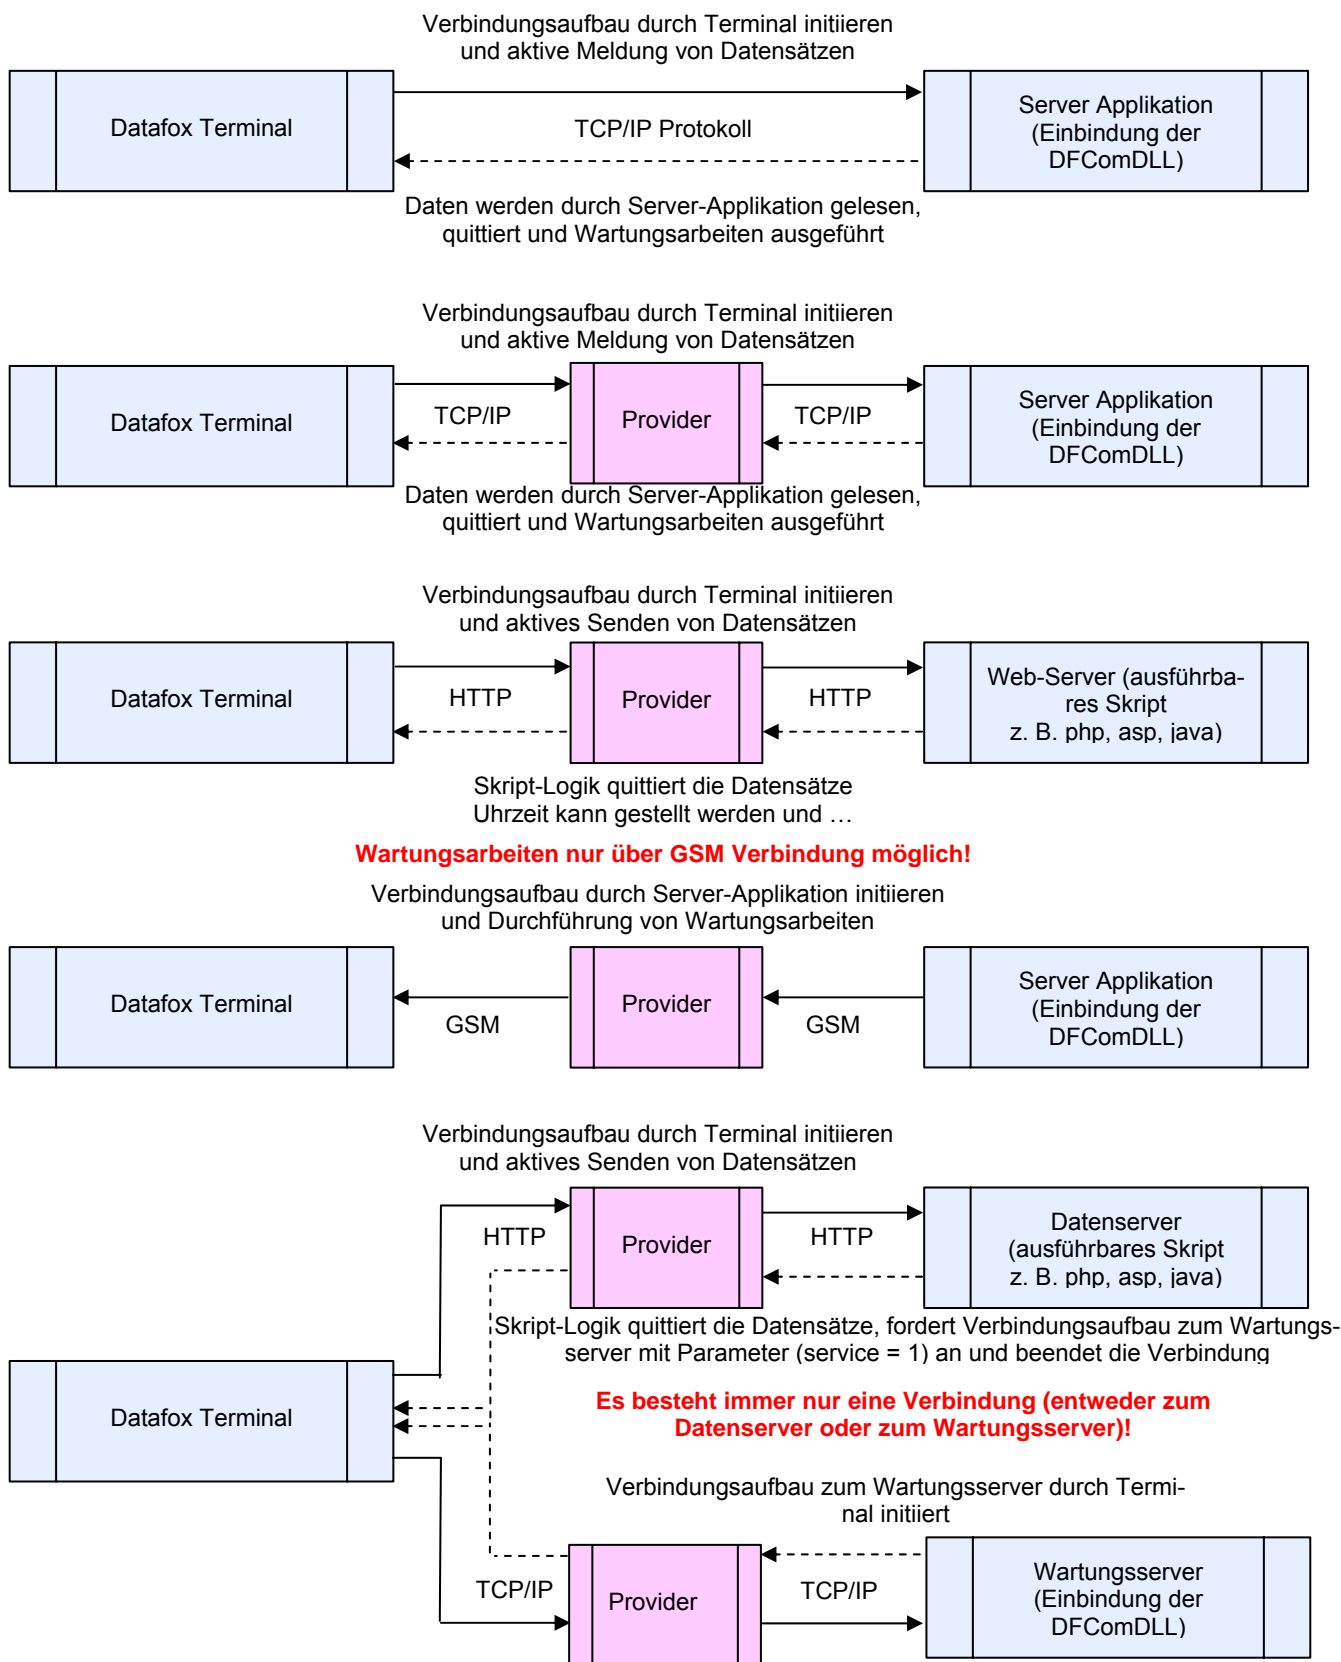 Verbindungsaufbau durch Terminal initiieren
und aktive Meldung von Datensätzen
Datafox Terminal
TCP/IP Protokoll
Server Applikation
(Einbindung der
DFComDLL)
Daten werden durch Server-Applikation gelesen,
quittiert und Wartungsarbeiten ausgeführt
Verbindungsaufbau durch Terminal initiieren
und aktive Meldung von Datensätzen
Datafox Terminal
TCP/IP
Provider
TCP/IP
Server Applikation
(Einbindung der
DFComDLL)
Daten werden durch Server-Applikation gelesen,
quittiert und Wartungsarbeiten ausgeführt
Verbindungsaufbau durch Terminal initiieren
und aktives Senden von Datensätzen
Datafox Terminal
HTTP
Provider
HTTP
Web-Server (ausführba-
res Skript
z. B. php, asp, java)
Skript-Logik quittiert die Datensätze
Uhrzeit kann gestellt werden und …
Wartungsarbeiten nur über GSM Verbindung möglich!
Verbindungsaufbau durch Server-Applikation initiieren
und Durchführung von Wartungsarbeiten
Datafox Terminal
GSM
Provider
GSM
Server Applikation
(Einbindung der
DFComDLL)
Verbindungsaufbau durch Terminal initiieren
und aktives Senden von Datensätzen
HTTP
Provider
HTTP
Datenserver
(ausführbares Skript
z. B. php, asp, java)
Skript-Logik quittiert die Datensätze, fordert Verbindungsaufbau zum Wartungs-
server mit Parameter (service = 1) an und beendet die Verbindung
Datafox Terminal
Es besteht immer nur eine Verbindung (entweder zum
Datenserver oder zum Wartungsserver)!
Verbindungsaufbau zum Wartungsserver durch Termi-
nal initiiert
TCP/IP
Provider
TCP/IP
Wartungsserver
(Einbindung der
DFComDLL)